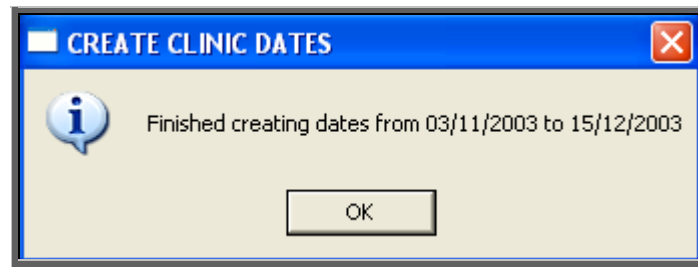 CREATE CLINIC DATES
Finished creating dates from 03/11/2003 to 15/12/2003
OK